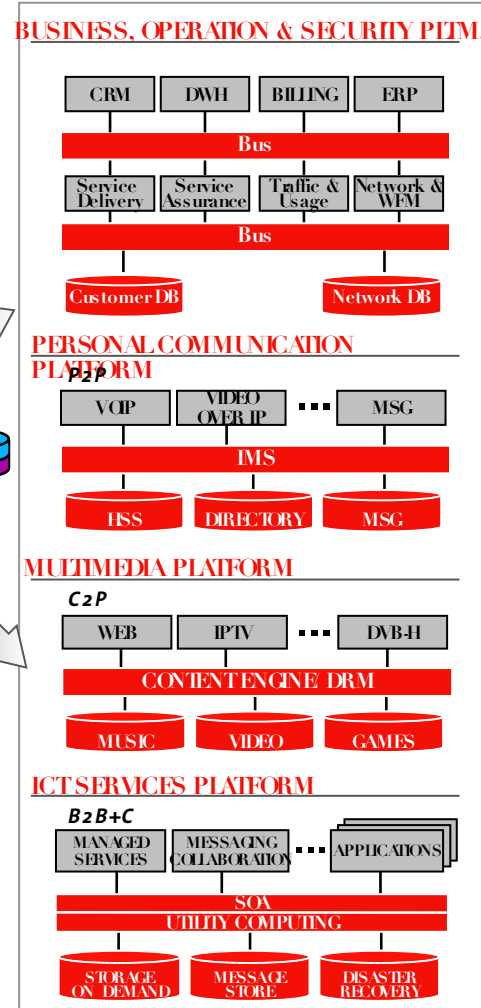 BUSINESS, OPERATION & SECURITY PLTM.
CRM DWH BILLING ERP
Bus
Service Delivery Service Assurance Traffic & Usage Network & WFM
Bus
Customer DB Network DB
PERSONAL COMMUNICATION
PLATFORM
P2P
VOIP VIDEO OVER IP MSG
IMS
HSS DIRECTORY MSG
MULTIMEDIA PLATFORM
C2P
WEB IPTV DVB-H
CONTENT ENGINE/ DRM
MUSIC VIDEO GAMES
ICT SERVICES PLATFORM
B2B+C
MANAGED SERVICES MESSAGING COLLABORATION APPLICATIONS
SOA
UTILITY COMPUTING
STORAGE ON DEMAND MESSAGE STORE DISASTER RECOVERY